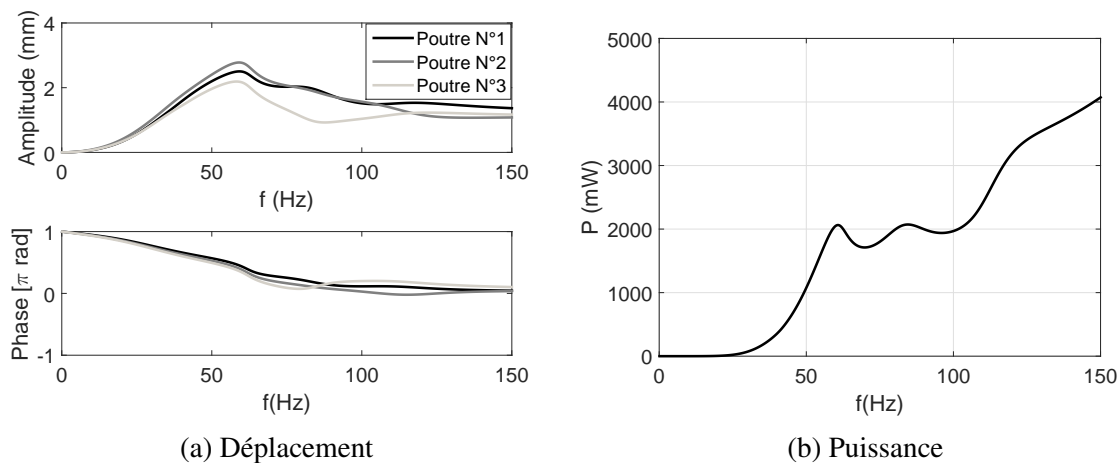 Amplitude (mm)
4
2
0
0
50
100
150
f (Hz)
Poutre N°1
Poutre N°2
Poutre N°3
Phase [π rad]
1
0
-1
0
50
100
150
f(Hz)
(a) Déplacement
P (mW)
5000
4000
3000
2000
1000
0
0
50
100
150
f(Hz)
(b) Puissance